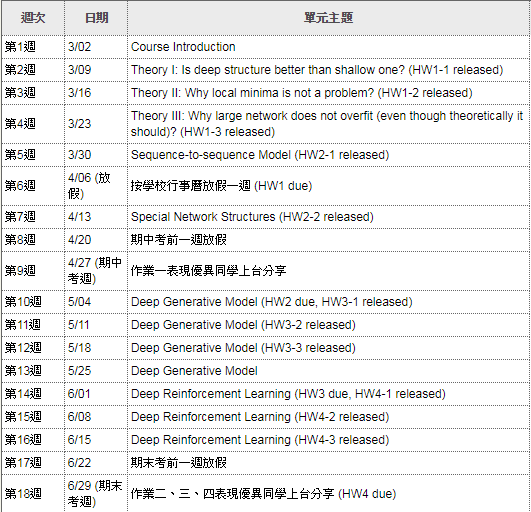 週次 日期 單元主題
第1週 3/02 Course Introduction
第2週 3/09 Theory I: Is deep structure better than shallow one? (HW1-1 released)
第3週 3/16 Theory II: Why local minima is not a problem? (HW1-2 released)
第4週 3/23 Theory III: Why large network does not overfit (even though theoretically it
should)? (HW1-3 released)
第5週 3/30 Sequence-to-sequence Model (HW2-1 released)
第6週 4/06 (放
假) 按學校行事曆放假一週 (HW1 due)
第7週 4/13 Special Network Structures (HW2-2 released)
第8週 4/20 期中考前一週放假
第9週 4/27 (期中
考週) 作業一表現優異同學上台分享
第10週 5/04 Deep Generative Model (HW2 due, HW3-1 released)
第11週 5/11 Deep Generative Model (HW3-2 released)
第12週 5/18 Deep Generative Model (HW3-3 released)
第13週 5/25 Deep Generative Model
第14週 6/01 Deep Reinforcement Learning (HW3 due, HW4-1 released)
第15週 6/08 Deep Reinforcement Learning (HW4-2 released)
第16週 6/15 Deep Reinforcement Learning (HW4-3 released)
第17週 6/22 期末考前一週放假
第18週 6/29 (期末
考週) 作業二、三、四表現優異同學上台分享 (HW4 due)